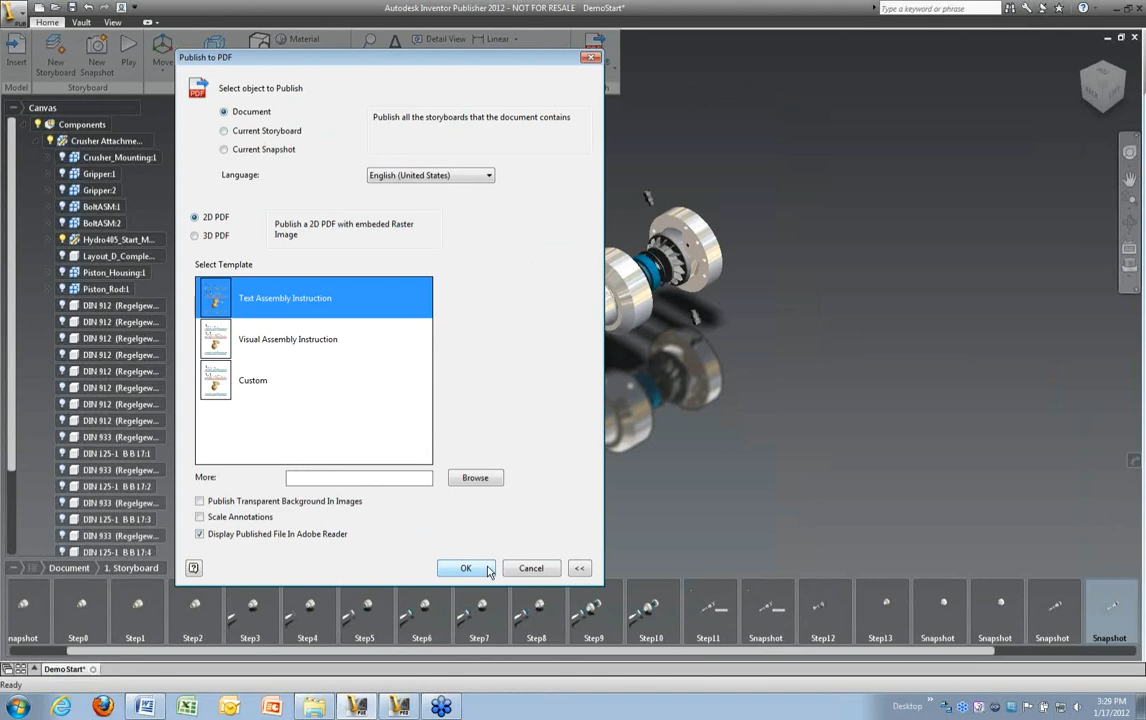 Autodesk Inventor Publisher 2012 - NOT FOR RESALE DemoStart*
Type a keyword or phrase
PUB
Home Vault View
Insert
New Storyboard
New Snapshot
Play
Move
Material
Detail View
Linear
Model
Storyboard
Publish to PDF
PDF
Select object to Publish
Document
Current Storyboard
Current Snapshot
Publish all the storyboards that the document contains
Language:
English (United States)
2D PDF
3D PDF
Publish a 2D PDF with embeded Raster
Image
Select Template
Text Assembly Instruction
Visual Assembly Instruction
Custom
More:
Browse
Publish Transparent Background In Images
Scale Annotations
Display Published File In Adobe Reader
OK
Cancel
<<
Canvas
Components
Crusher Attachme...
Crusher_Mounting:1
Gripper:1
Gripper:2
BoltASM:1
BoltASM:2
Hydro405_Start_M...
Layout_D_Comple...
Piston_Housing:1
Piston_Rod:1
DIN 912 (Regelgew...
DIN 912 (Regelgew...
DIN 912 (Regelgew...
DIN 912 (Regelgew...
DIN 912 (Regelgew...
DIN 912 (Regelgew...
DIN 912 (Regelgew...
DIN 912 (Regelgew...
DIN 933 (Regelgew...
DIN 125-1 B B 17:1
DIN 933 (Regelgew...
DIN 125-1 B B 17:2
DIN 933 (Regelgew...
DIN 125-1 B B 17:3
DIN 933 (Regelgew...
DIN 125-1 B B 17:4
Document 1. Storyboard
napshot Step0 Step1 Step2 Step3 Step4 Step5 Step6 Step7 Step8 Step9 Step10 Step11 Snapshot Step12 Step13 Snapshot Snapshot Snapshot Snapshot
DemoStart*
Ready
Desktop
3:29 PM
1/17/2012